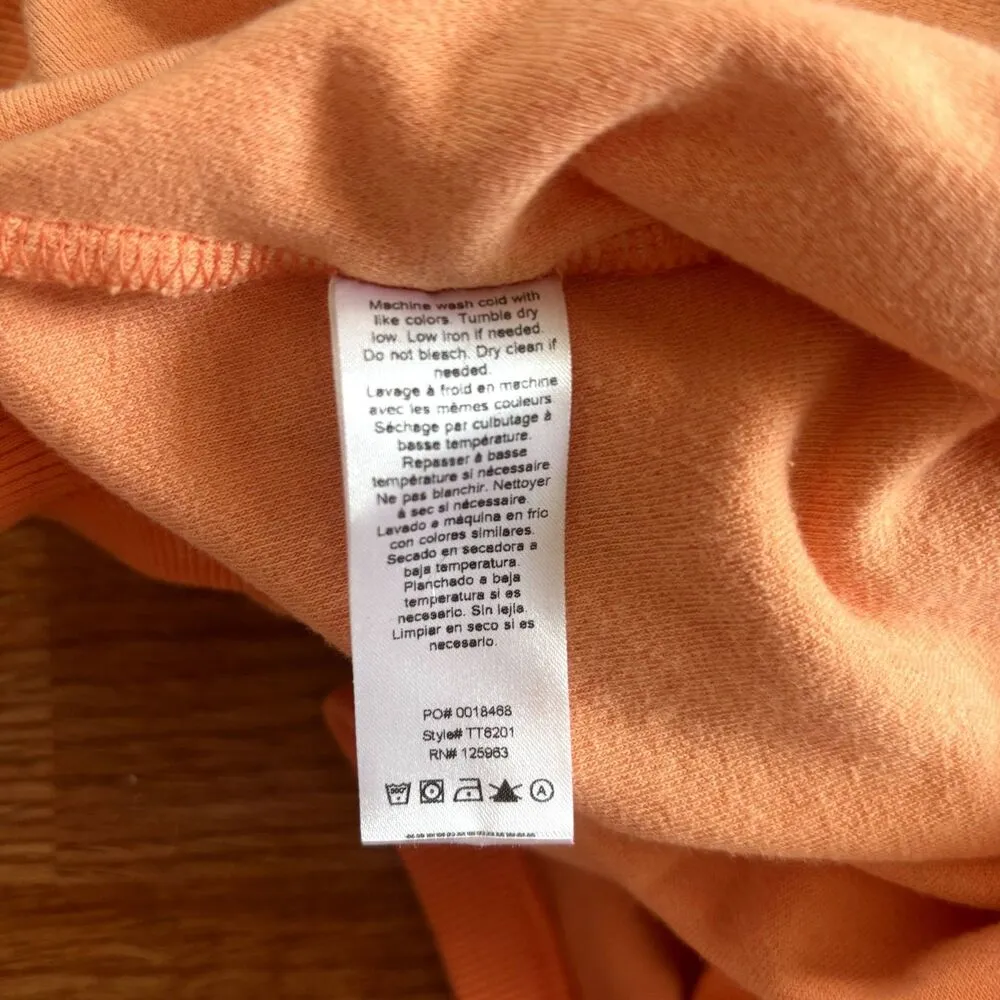 Machine wash cold with
like colors. Tumble dry
low. Low iron if needed.
Do not bleach. Dry clean if
needed.
Lavage à froid en machine
avec les mêmes couleurs
Séchage par culbutage à
basse température.
Repasser à basse
température si nécessaire
Ne pas blanchir. Nettoyer
à sec si nécessaire.
Lavado a máquina en frio
con colores similares.
Secado en secadora a
baja temperatura.
Planchado a baja
temperatura si es
necesario. Sin lejía.
Limpiar en seco si es
necesario.
PO# 0018468
Style# TT6201
RN# 125963
A